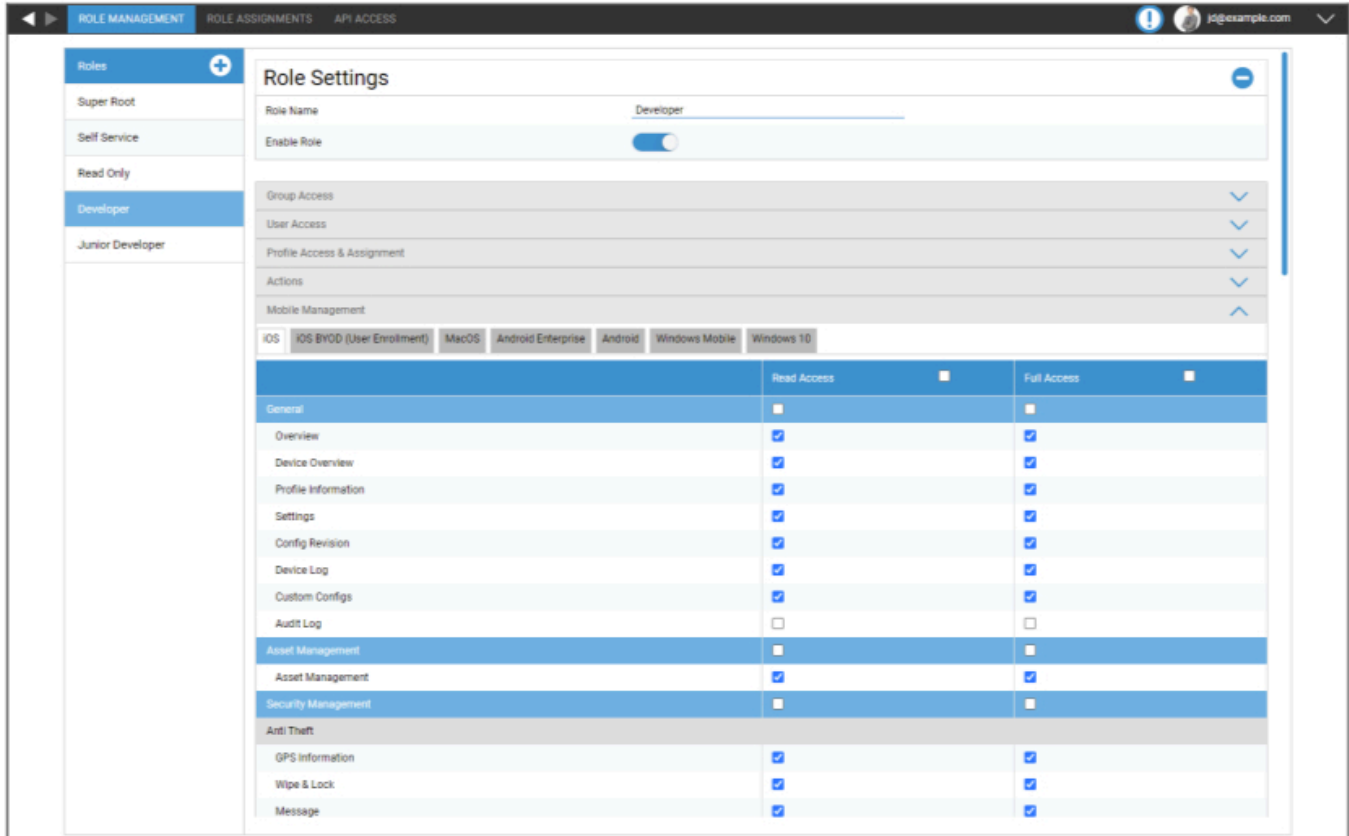 ROLE MANAGEMENT ROLE ASSIGNMENTS API ACCESS jd@example.com
Roles
Super Root
Self Service
Read Only
Developer
Junior Developer
Role Settings
Role Name Developer
Enable Role
Group Access
User Access
Profile Access & Assignment
Actions
Mobile Management
iOS iOS BYOD (User Enrollment) MacOS Android Enterprise Android Windows Mobile Windows 10
Read Access Full Access
General
Overview
Device Overview
Profile Information
Settings
Config Revision
Device Log
Custom Configs
Audit Log
Asset Management
Asset Management
Security Management
Anti Theft
GPS Information
Wipe & Lock
Message